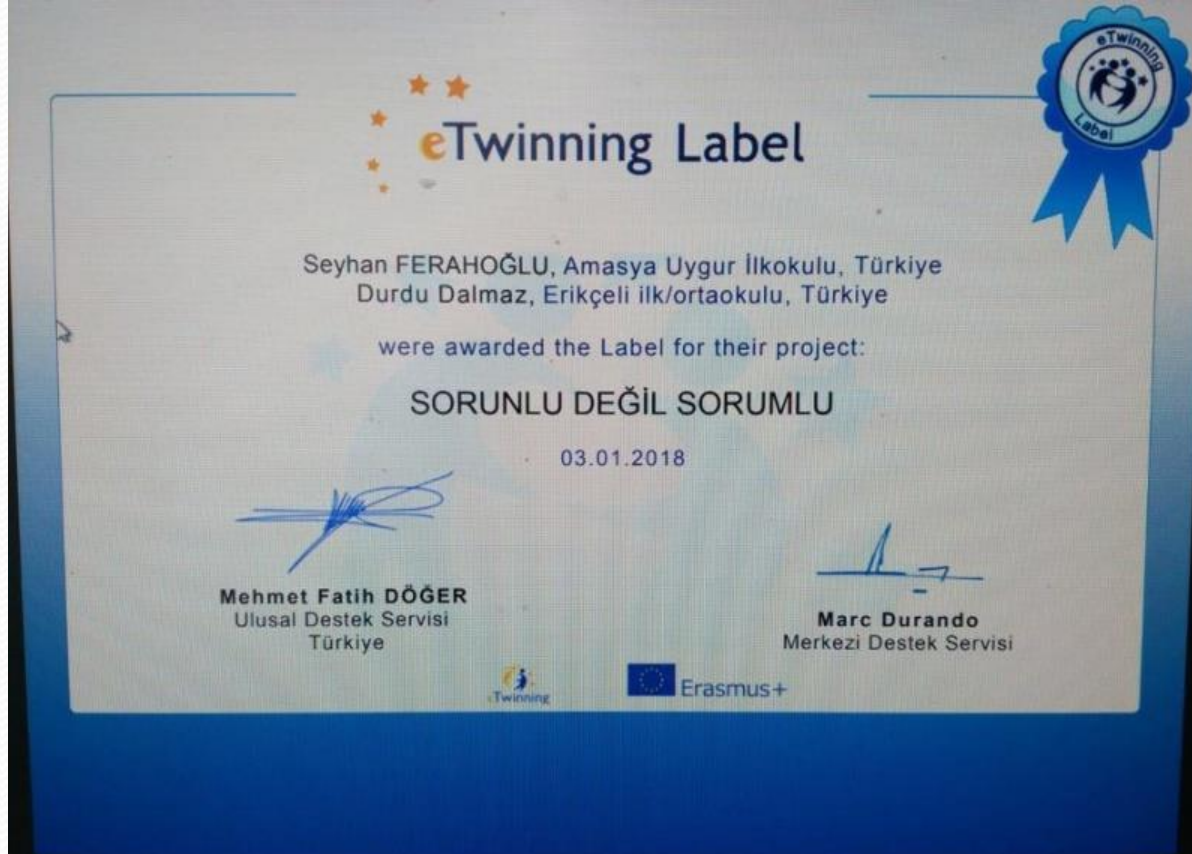 eTwinning
Label
eTwinning Label
Seyhan FERAHOĞLU, Amasya Uygur İlkokulu, Türkiye
Durdu Dalmaz, Erikçeli ilk/ortaokulu, Türkiye
were awarded the Label for their project:
SORUNLU DEĞİL SORUMLU
03.01.2018
Mehmet Fatih DÖĞER
Ulusal Destek Servisi
Türkiye
Marc Durando
Merkezi Destek Servisi
eTwinning
Erasmus+